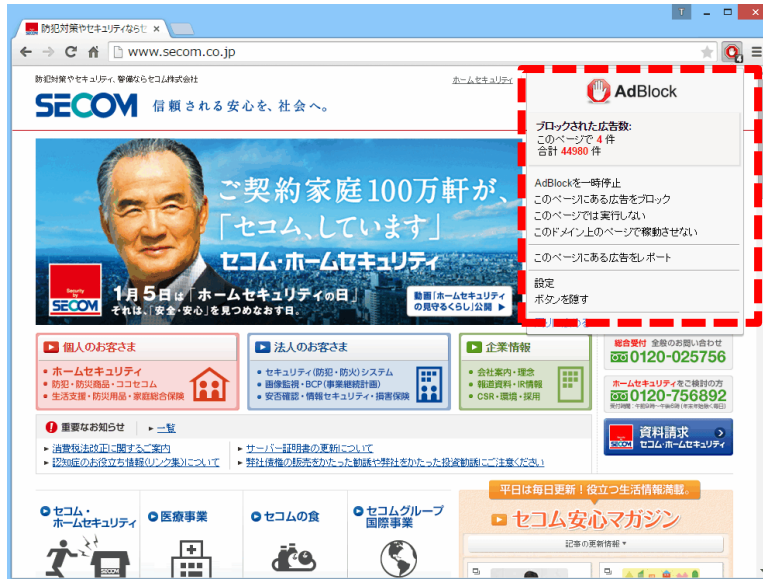 防犯対策やセキュリティならセ
www.secom.co.jp
防犯対策やセキュリティ、警備ならセコム株式会社
ホームセキュリティ
SECOM 信頼される安心を、社会へ。
AdBlock
ブロックされた広告数:
このページで 4 件
合計 44980 件
AdBlockを一時停止
このページにある広告をブロック
このページでは実行しない
このドメイン上のページで稼動させない
このページにある広告をレポート
設定
ボタンを隠す
ご契約家庭100万軒が、
「セコム、しています」
セコム・ホームセキュリティ
Security by
SECOM
1月5日は「ホームセキュリティの日」
それは、「安全・安心」を見つめなおす日。
動画「ホームセキュリティ
の見守るくらし」公開
個人のお客さま
・ホームセキュリティ
・防犯・防災商品・ココセコム
・生活支援・防災用品・家庭総合保険
法人のお客さま
・セキュリティ(防犯・防火)システム
・画像監視・BCP(事業継続計画)
・安否確認・情報セキュリティ・損害保険
企業情報
・会社案内・理念
・報道資料・IR情報
・CSR・環境・採用
総合受付 全般のお問い合わせ
0120-025756
ホームセキュリティをご検討の方
0120-756892
資料請求
セコム・ホームセキュリティ
重要なお知らせ
一覧
消費税法改正に関するご案内
サーバー証明書の更新について
認知症のお役立ち情報(リンク集)について
弊社債権の販売をかたった勧誘や弊社をかたった投資勧誘にご注意ください
セコム・
ホームセキュリティ
医療事業
セコムの食
セコムグループ
国際事業
平日は毎日更新!役立つ生活情報満載。
セコム安心マガジン
記事の更新情報